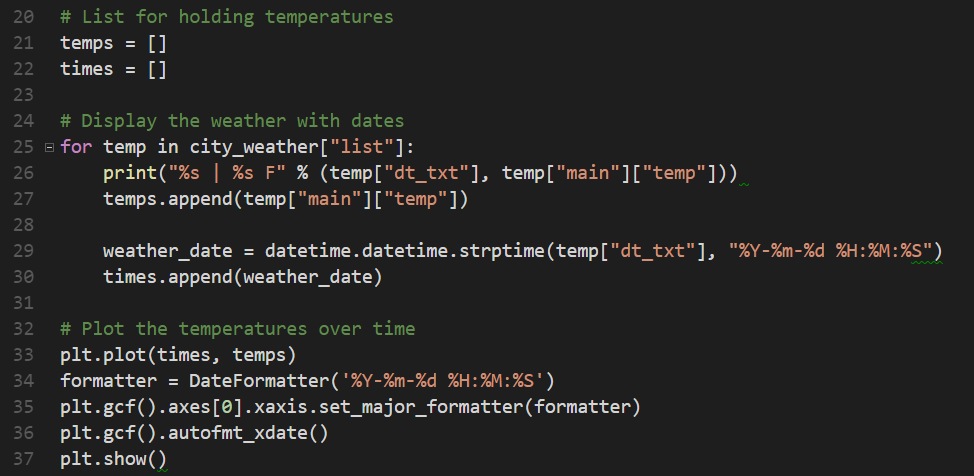 20 # List for holding temperatures
21 temps = []
22 times = []
23
24 # Display the weather with dates
25 for temp in city_weather["list"]:
26     print("%s | %s F" % (temp["dt_txt"], temp["main"]["temp"]))
27     temps.append(temp["main"]["temp"])
28
29     weather_date = datetime.datetime.strptime(temp["dt_txt"], "%Y-%m-%d %H:%M:%S")
30     times.append(weather_date)
31
32 # Plot the temperatures over time
33 plt.plot(times, temps)
34 formatter = DateFormatter('%Y-%m-%d %H:%M:%S')
35 plt.gcf().axes[0].xaxis.set_major_formatter(formatter)
36 plt.gcf().autofmt_xdate()
37 plt.show()